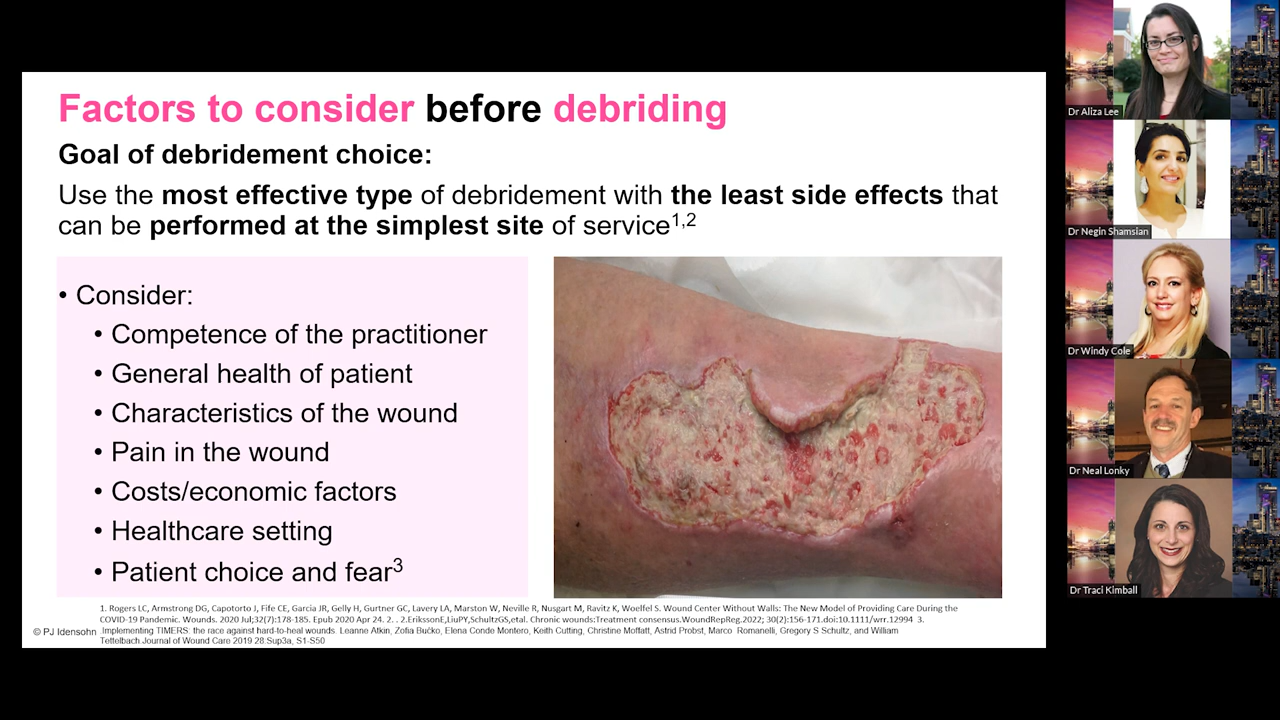 Factors to consider before debriding
Goal of debridement choice:
Use the most effective type of debridement with the least side effects that
can be performed at the simplest site of service1,2
• Consider:
• Competence of the practitioner
• General health of patient
• Characteristics of the wound
• Pain in the wound
• Costs/economic factors
• Healthcare setting
• Patient choice and fear3
1. Rogers LC, Armstrong DG, Capotorto J, Fife CE, Garcia JR, Gelly H, Gurtner GC, Lavery LA, Marston W, Neville R, Nusgart M, Ravitz K, Woelfel S. Wound Center Without Walls: The New Model of Providing Care During the
COVID-19 Pandemic. Wounds. 2020 Jul;32(7):178-185. Epub 2020 Apr 24. 2. . 2.ErikssonE,LiuPY,SchultzGS,etal. Chronic wounds:Treatment consensus.WoundRepReg.2022; 30(2):156-171.doi:10.1111/wrr.12994 3.
© PJ Idensohn .Implementing TIMERS: the race against hard-to-heal wounds. Leanne Atkin, Zofia Bučko, Elena Conde Montero, Keith Cutting, Christine Moffatt, Astrid Probst, Marco Romanelli, Gregory S Schultz, and William
Tettelbach Journal of Wound Care 2019 28:Sup3a, S1-S50
Dr Aliza Lee
Dr Negin Shamsian
Dr Windy Cole
Dr Neal Lonky
Dr Traci Kimball